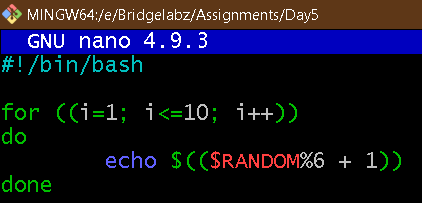 MINGW64:/e/Bridgelabz/Assignments/Day5
GNU nano 4.9.3
#!/bin/bash
for ((i=1; i<=10; i++))
do
echo $(($RANDOM%6 + 1))
done